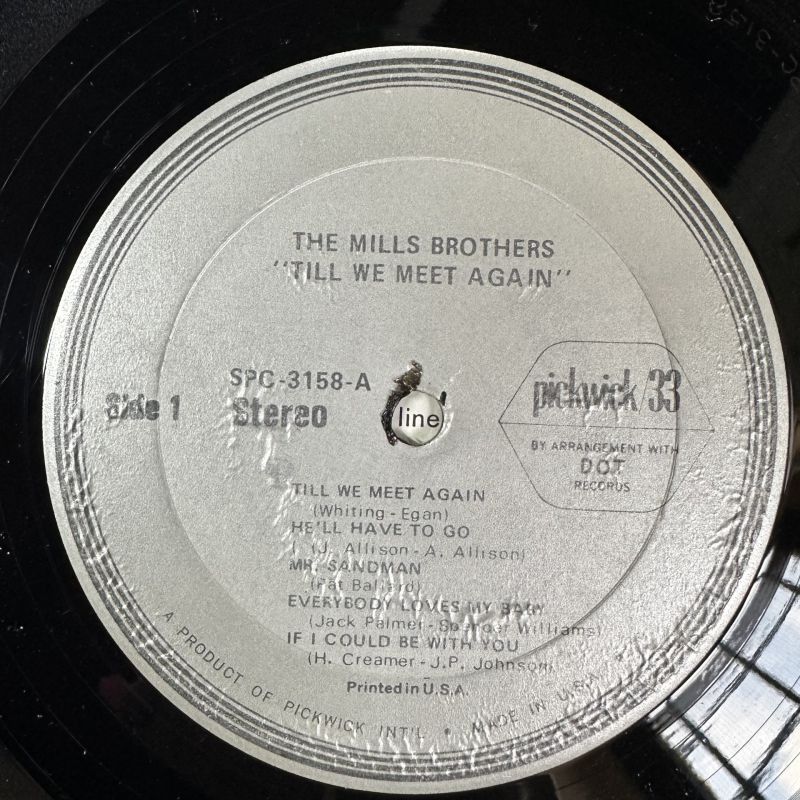 THE MILLS BROTHERS
"TILL WE MEET AGAIN"
SPC-3158-A
Side 1
Stereo
line
pickwick/33
BY ARRANGEMENT WITH
DOT
RECORDS
TILL WE MEET AGAIN
(Whiting - Egan)
HE'LL HAVE TO GO
(J. Allison - A. Allison)
MR. SANDMAN
(Pat Ballard)
EVERYBODY LOVES MY BABY
(Jack Palmer - Spencer Williams)
IF I COULD BE WITH YOU
(H. Creamer - J.P. Johnson)
Printed in U.S.A.
A PRODUCT OF PICKWICK INT'L • MADE IN U.S.A.